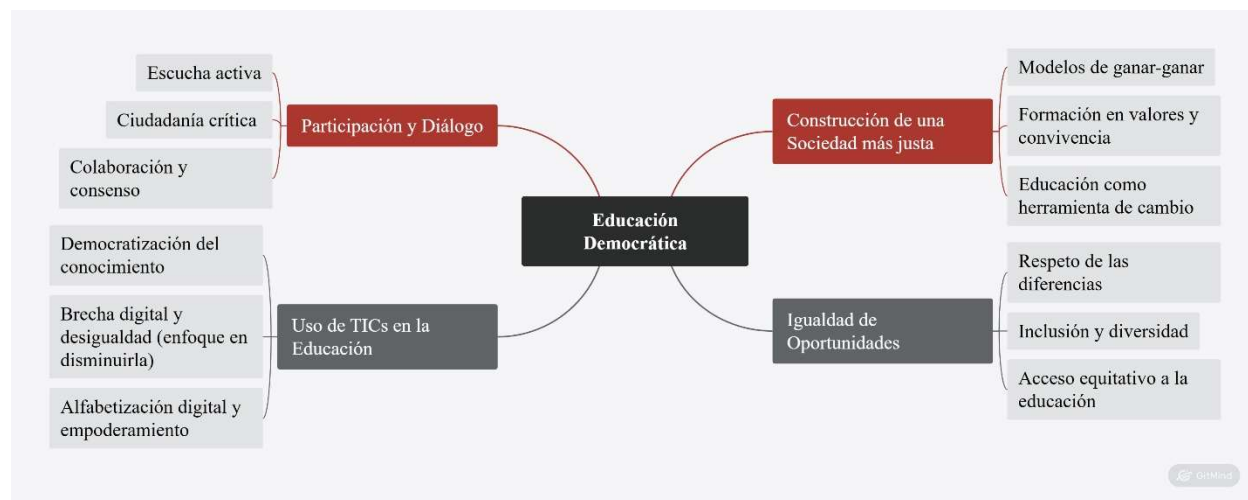 Escucha activa
Ciudadanía crítica
Colaboración y
consenso
Participación y Diálogo
Democratización del
conocimiento
Brecha digital y
desigualdad (enfoque en
disminuirla)
Alfabetización digital y
empoderamiento
Uso de TICs en la
Educación
Educación
Democrática
Construcción de una
Sociedad más justa
Modelos de ganar-ganar
Formación en valores y
convivencia
Educación como
herramienta de cambio
Igualdad de
Oportunidades
Respeto de las
diferencias
Inclusión y diversidad
Acceso equitativo a la
educación
GitMind